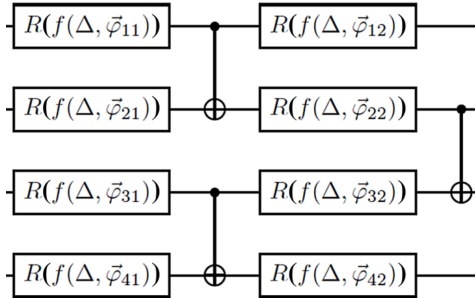 R(f(Δ, φ⃗₁₁)) R(f(Δ, φ⃗₁₂))
R(f(Δ, φ⃗₂₁)) R(f(Δ, φ⃗₂₂))
R(f(Δ, φ⃗₃₁)) R(f(Δ, φ⃗₃₂))
R(f(Δ, φ⃗₄₁)) R(f(Δ, φ⃗₄₂))